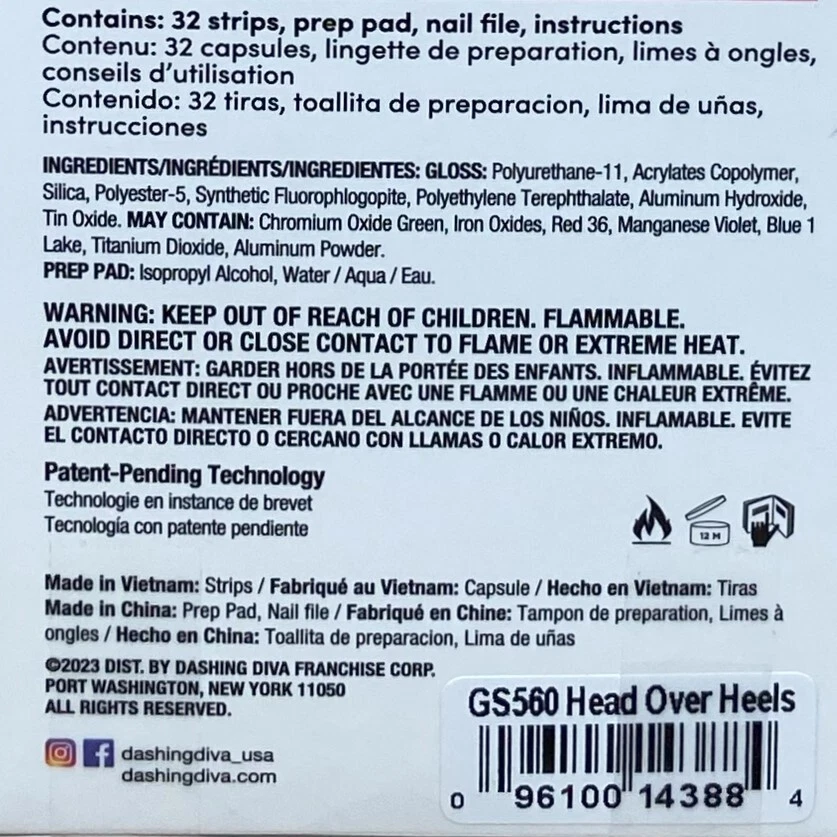 Contains: 32 strips, prep pad, nail file, instructions
Contenu: 32 capsules, lingette de preparation, limes à ongles,
conseils d'utilisation
Contenido: 32 tiras, toallita de preparacion, lima de uñas,
instrucciones
INGREDIENTS/INGRÉDIENTS/INGREDIENTES: GLOSS: Polyurethane-11, Acrylates Copolymer,
Silica, Polyester-5, Synthetic Fluorophlogopite, Polyethylene Terephthalate, Aluminum Hydroxide,
Tin Oxide. MAY CONTAIN: Chromium Oxide Green, Iron Oxides, Red 36, Manganese Violet, Blue 1
Lake, Titanium Dioxide, Aluminum Powder.
PREP PAD: Isopropyl Alcohol, Water / Aqua / Eau.
WARNING: KEEP OUT OF REACH OF CHILDREN. FLAMMABLE.
AVOID DIRECT OR CLOSE CONTACT TO FLAME OR EXTREME HEAT.
AVERTISSEMENT: GARDER HORS DE LA PORTÉE DES ENFANTS. INFLAMMABLE. ÉVITEZ
TOUT CONTACT DIRECT OU PROCHE AVEC UNE FLAMME OU UNE CHALEUR EXTRÊME.
ADVERTENCIA: MANTENER FUERA DEL ALCANCE DE LOS NIÑOS. INFLAMABLE. EVITE
EL CONTACTO DIRECTO O CERCANO CON LLAMAS O CALOR EXTREMO.
Patent-Pending Technology
Technologie en instance de brevet
Tecnología con patente pendiente
12 M
Made in Vietnam: Strips / Fabriqué au Vietnam: Capsule / Hecho en Vietnam: Tiras
Made in China: Prep Pad, Nail file / Fabriqué en Chine: Tampon de preparation, Limes à
ongles / Hecho en China: Toallita de preparacion, Lima de uñas
©2023 DIST. BY DASHING DIVA FRANCHISE CORP.
PORT WASHINGTON, NEW YORK 11050
ALL RIGHTS RESERVED.
dashingdiva_usa
dashingdiva.com
GS560 Head Over Heels
0 96100 14388 4